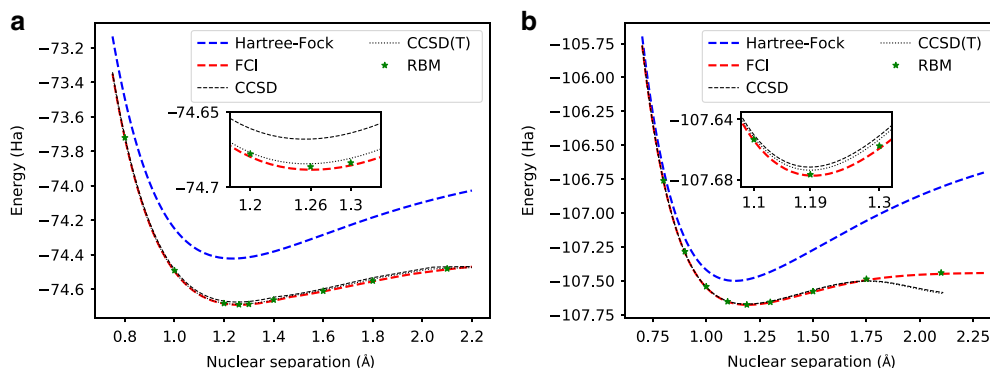 a
Energy (Ha)
−73.2
−73.4
−73.6
−73.8
−74.0
−74.2
−74.4
−74.6
Hartree-Fock
FCI
CCSD
CCSD(T)
RBM
−74.65
−74.7
1.2 1.26 1.3
0.8 1.0 1.2 1.4 1.6 1.8 2.0 2.2
Nuclear separation (Å)
b
Energy (Ha)
−105.75
−106.00
−106.25
−106.50
−106.75
−107.00
−107.25
−107.50
−107.75
Hartree-Fock
FCI
CCSD
CCSD(T)
RBM
−107.64
−107.68
1.1 1.19 1.3
0.75 1.00 1.25 1.50 1.75 2.00 2.25
Nuclear separation (Å)